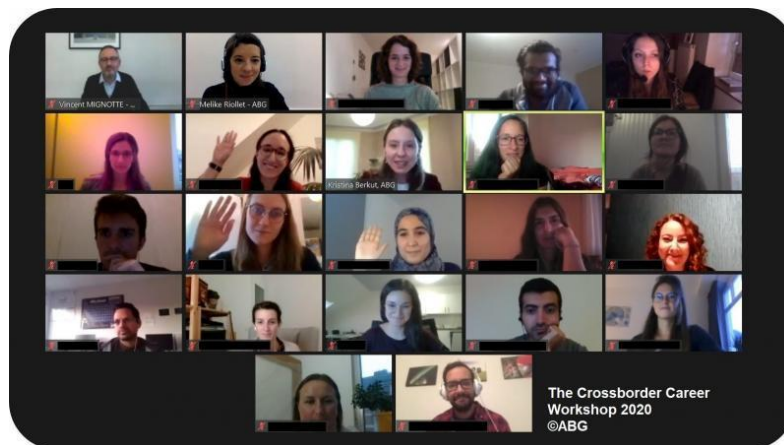 Vincent MIGNOTTE - ...
Melike Riollet - ABG
Kristina Berkut, ABG
The Crossborder Career
Workshop 2020
©ABG